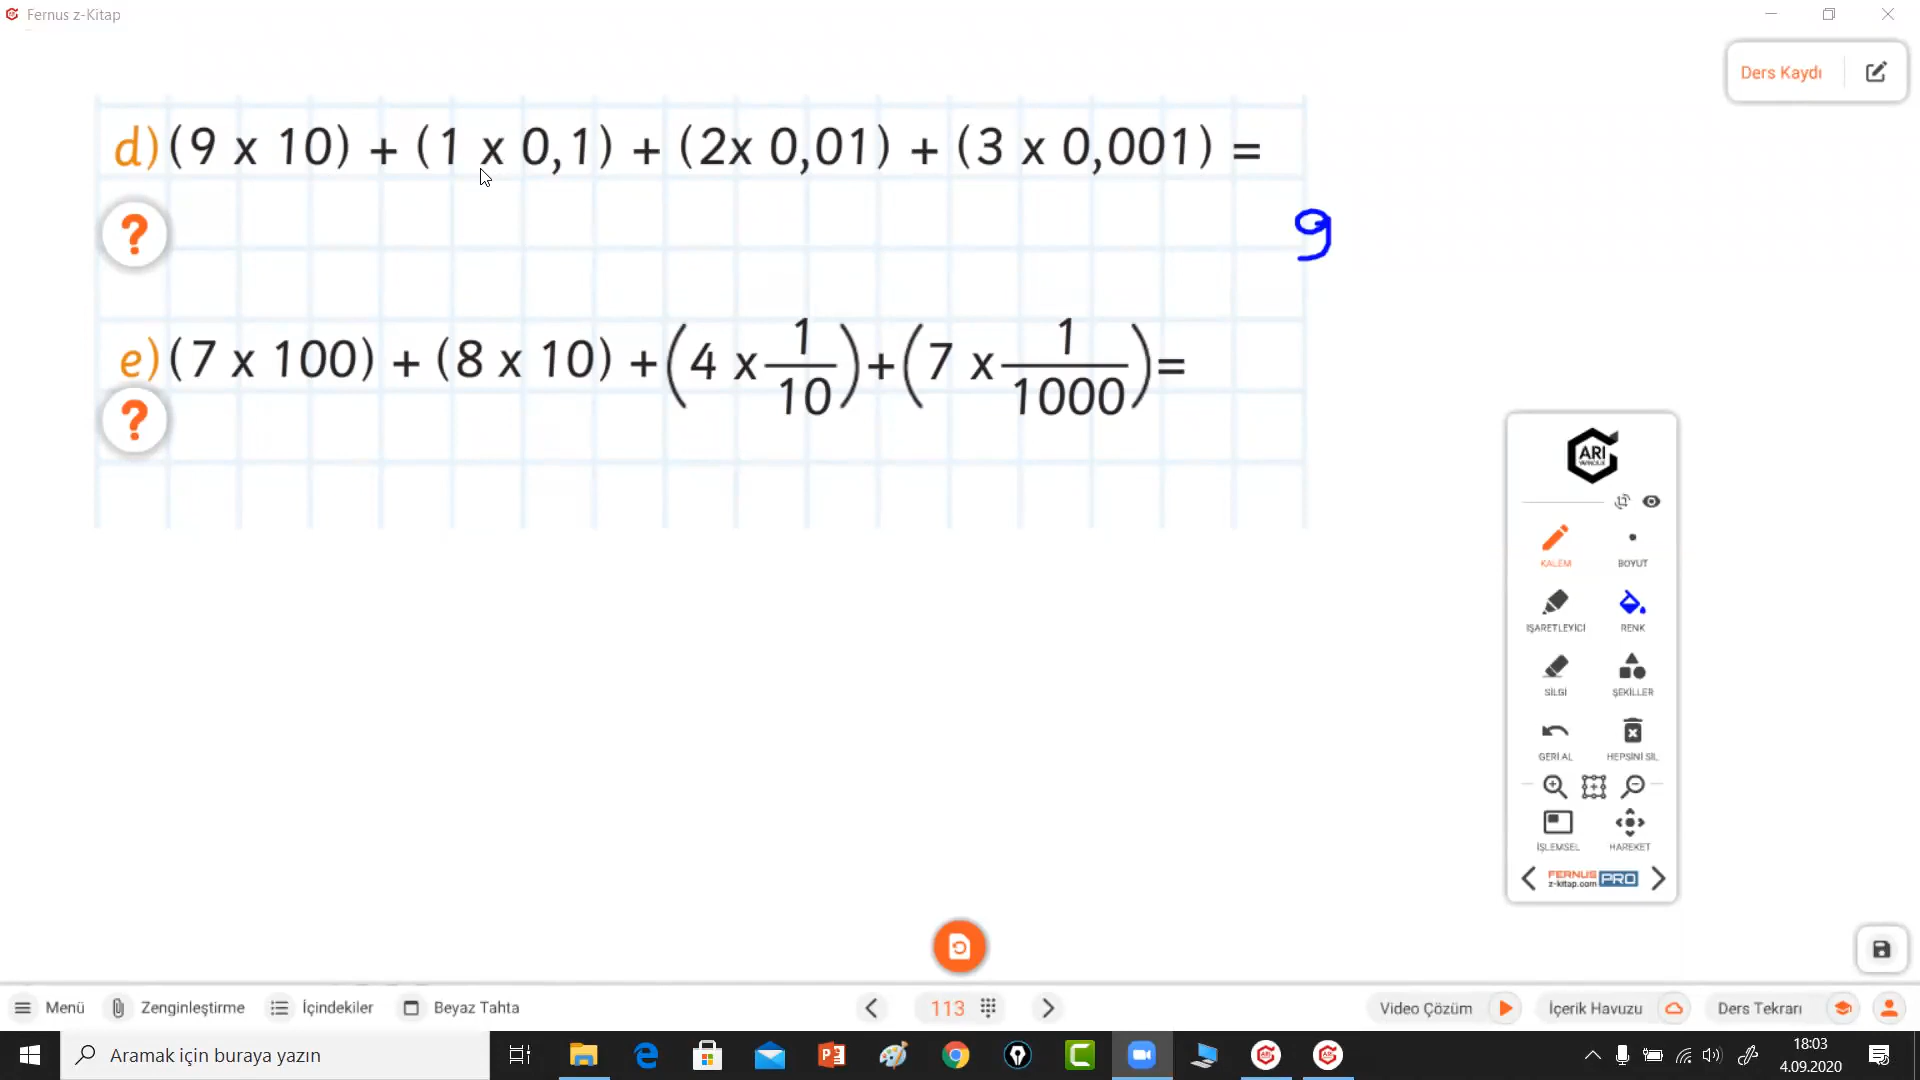 Fernus z-Kitap
Ders Kaydı
d) (9 x 10) + (1 x 0,1) + (2x 0,01) + (3 x 0,001) =
?
9
e) (7 x 100) + (8 x 10) + (4 x 1/10) + (7 x 1/1000) =
?
ARI
YAYINCILIK
KALEM BOYUT
İŞARETLEYİCİ RENK
SİLGİ ŞEKİLLER
GERİ AL HEPSİNİ SİL
İŞLEMSEL HAREKET
FERNUS
z-kitap.com PRO
Menü Zenginleştirme İçindekiler Beyaz Tahta 113 Video Çözüm İçerik Havuzu Ders Tekrarı
Aramak için buraya yazın
18:03
4.09.2020